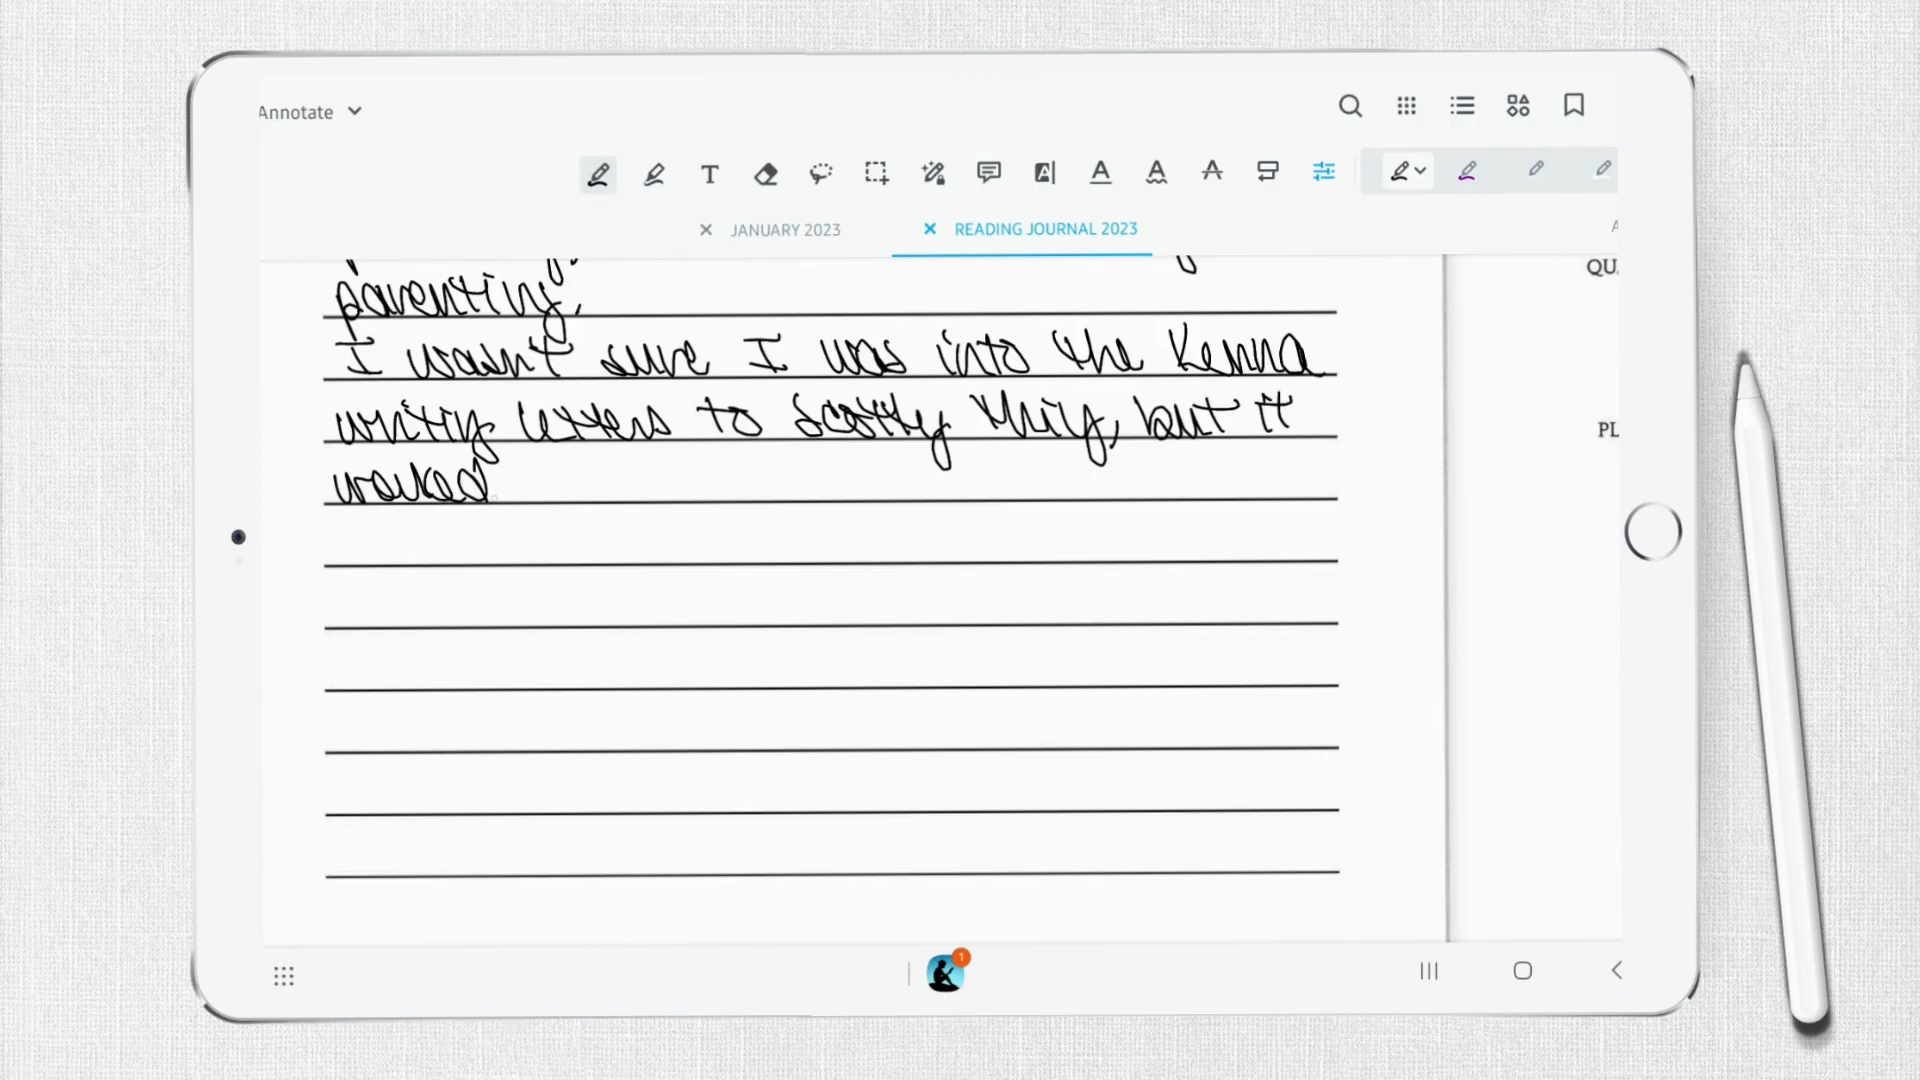 Annotate
T
JANUARY 2023
READING JOURNAL 2023
parenting.
I wasn't sure I was into the Kenna
writing letters to Scotty thing, but it
worked
1